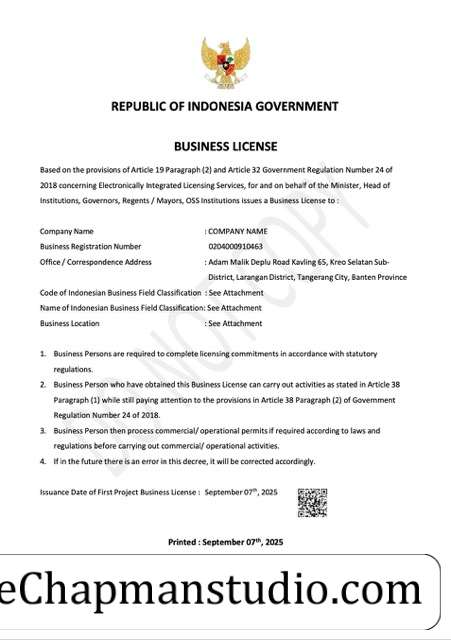 REPUBLIC OF INDONESIA GOVERNMENT
BUSINESS LICENSE
Based on the provisions of Article 19 Paragraph (2) and Article 32 Government Regulation Number 24 of
2018 concerning Electronically Integrated Licensing Services, for and on behalf of the Minister, Head of
Institutions, Governors, Regents / Mayors, OSS Institutions issues a Business License to :
Company Name : COMPANY NAME
Business Registration Number 0204000910463
Office / Correspondence Address : Adam Malik Deplu Road Kavling 65, Kreo Selatan Sub-
District, Larangan District, Tangerang City, Banten Province
Code of Indonesian Business Field Classification : See Attachment
Name of Indonesian Business Field Classification: See Attachment
Business Location : See Attachment
1. Business Persons are required to complete licensing commitments in accordance with statutory
regulations.
2. Business Person who have obtained this Business License can carry out activities as stated in Article 38
Paragraph (1) while still paying attention to the provisions in Article 38 Paragraph (2) of Government
Regulation Number 24 of 2018.
3. Business Person then process commercial/ operational permits if required according to laws and
regulations before carrying out commercial/ operational activities.
4. If in the future there is an error in this decree, it will be corrected accordingly.
Issuance Date of First Project Business License : September 07th, 2025
Printed : September 07th, 2025
eChapmanstudio.com